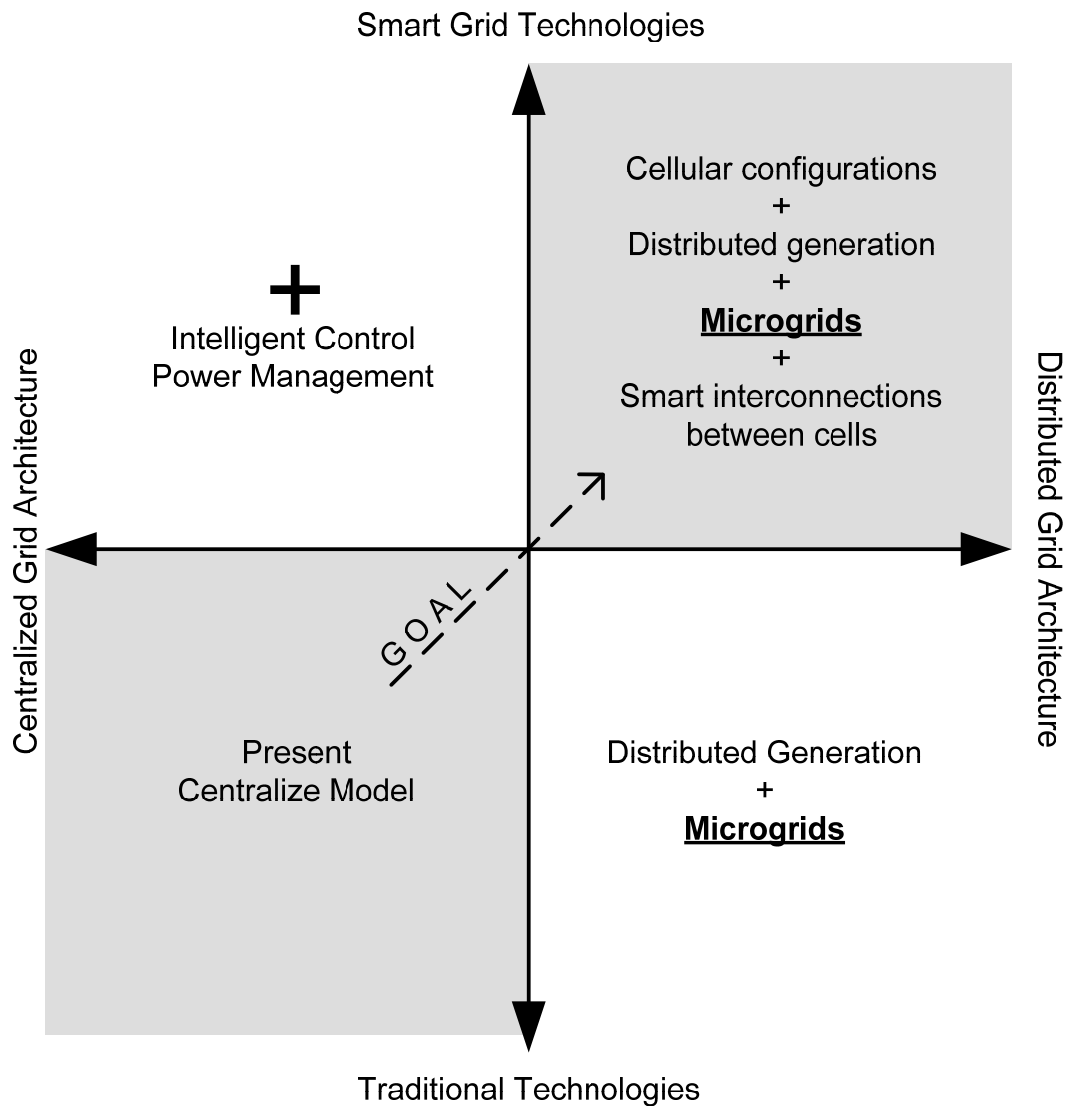 Smart Grid Technologies
Cellular configurations
+
Distributed generation
+
Microgrids
+
Smart interconnections
between cells
+
Intelligent Control
Power Management
Centralized Grid Architecture
Distributed Grid Architecture
GOAL
Present
Centralize Model
Distributed Generation
+
Microgrids
Traditional Technologies